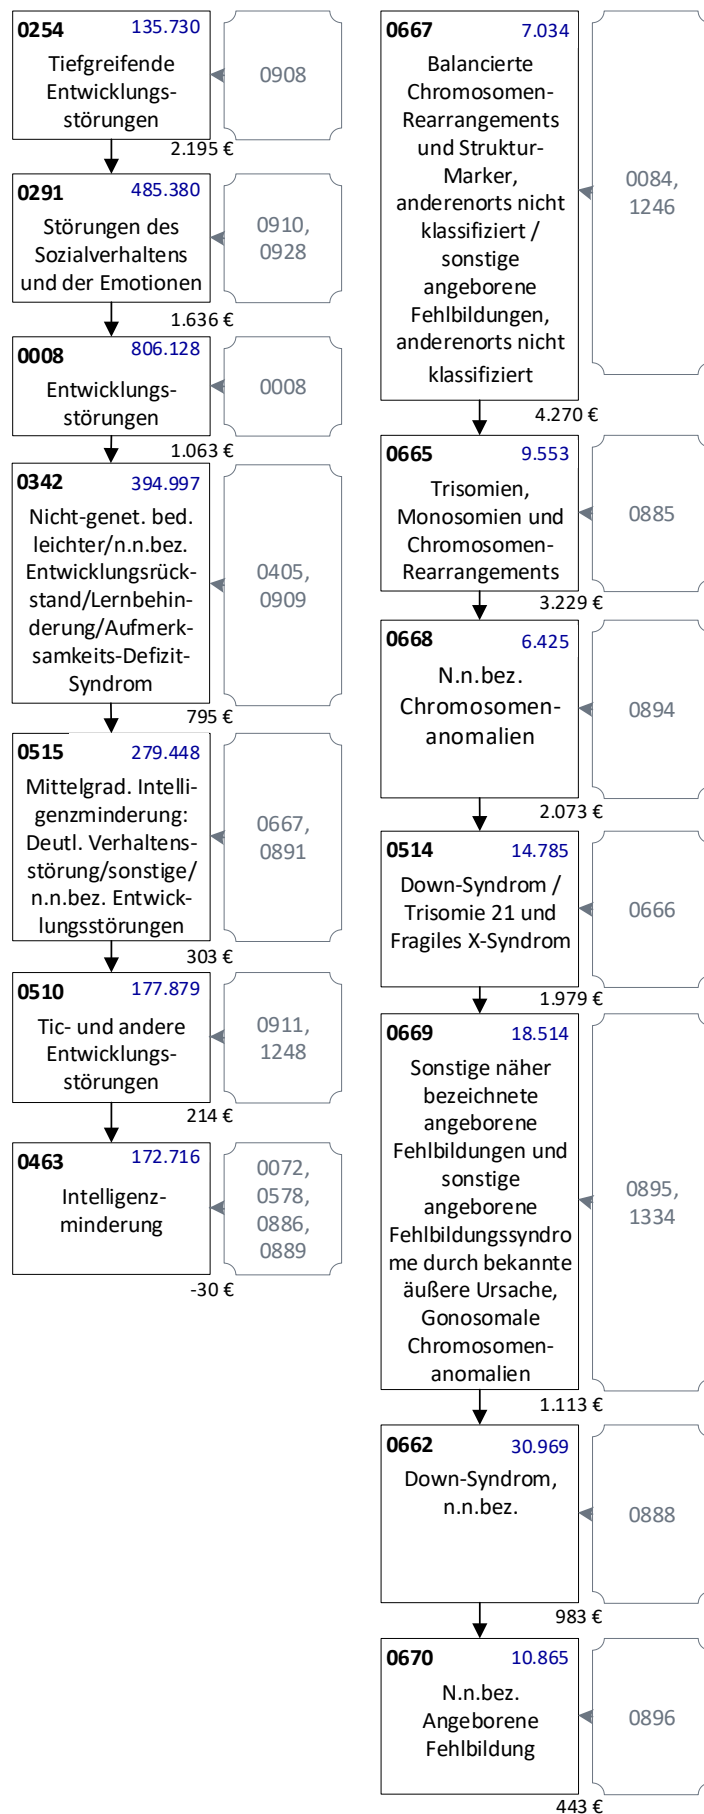 0254 135.730
Tiefgreifende
Entwicklungs-
störungen
0908
2.195 €
0291 485.380
Störungen des
Sozialverhaltens
und der Emotionen
0910,
0928
1.636 €
0008 806.128
Entwicklungs-
störungen
0008
1.063 €
0342 394.997
Nicht-genet. bed.
leichter/n.n.bez.
Entwicklungsrück-
stand/Lernbehin-
derung/Aufmerk-
samkeits-Defizit-
Syndrom
0405,
0909
795 €
0515 279.448
Mittelgrad. Intelli-
genzminderung:
Deutl. Verhaltens-
störung/sonstige/
n.n.bez. Entwick-
lungsstörungen
0667,
0891
303 €
0510 177.879
Tic- und andere
Entwicklungs-
störungen
0911,
1248
214 €
0463 172.716
Intelligenz-
minderung
0072,
0578,
0886,
0889
-30 €
0667 7.034
Balancierte
Chromosomen-
Rearrangements
und Struktur-
Marker,
anderenorts nicht
klassifiziert /
sonstige
angeborene
Fehlbildungen,
anderenorts nicht
klassifiziert
0084,
1246
4.270 €
0665 9.553
Trisomien,
Monosomien und
Chromosomen-
Rearrangements
0885
3.229 €
0668 6.425
N.n.bez.
Chromosomen-
anomalien
0894
2.073 €
0514 14.785
Down-Syndrom /
Trisomie 21 und
Fragiles X-Syndrom
0666
1.979 €
0669 18.514
Sonstige näher
bezeichnete
angeborene
Fehlbildungen und
sonstige
angeborene
Fehlbildungssyndro
me durch bekannte
äußere Ursache,
Gonosomale
Chromosomen-
anomalien
0895,
1334
1.113 €
0662 30.969
Down-Syndrom,
n.n.bez.
0888
983 €
0670 10.865
N.n.bez.
Angeborene
Fehlbildung
0896
443 €